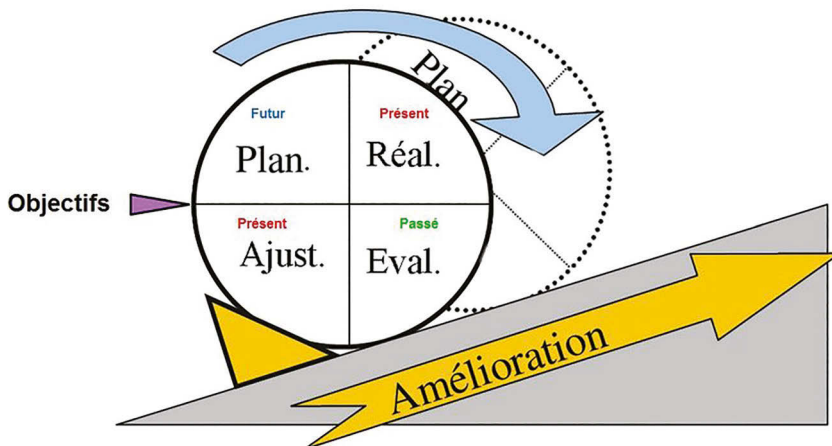 Plan
Futur
Plan.
Présent
Réal.
Objectifs
Présent
Ajust.
Passé
Eval.
Amélioration